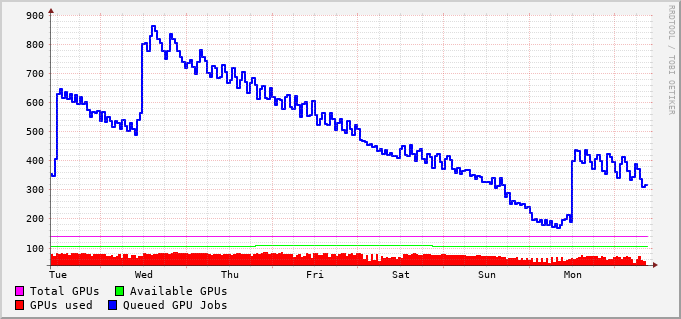 900
800
700
600
500
400
300
200
100
Tue Wed Thu Fri Sat Sun Mon
Total GPUs Available GPUs
GPUs used Queued GPU Jobs
RRDTOOL / TOBI OETIKER